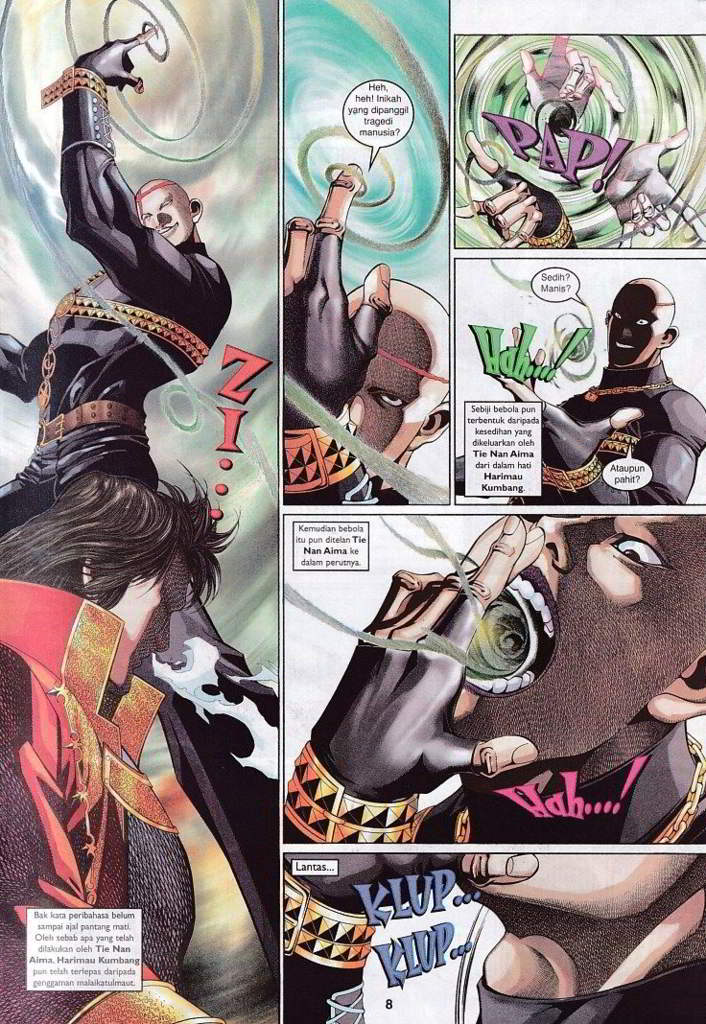 ZI...
Bak kata peribahasa belum
sampai ajal pantang mati.
Oleh sebab apa yang telah
dilakukan oleh Tie Nan
Aima, Harimau Kumbang
pun telah terlepas daripada
genggaman malaikatulmaut.
Heh,
heh! Inikah
yang dipanggil
tragedi
manusia?
PAP!
Sedih?
Manis?
Hah....!
Sebiji bebola pun
terbentuk daripada
kesedihan yang
dikeluarkan oleh
Tie Nan Aima
dari dalam hati
Harimau
Kumbang.
Ataupun
pahit?
Kemudian bebola
itu pun ditelan Tie
Nan Aima ke
dalam perutnya.
Hah....!
Lantas...
KLUP...
KLUP...
8